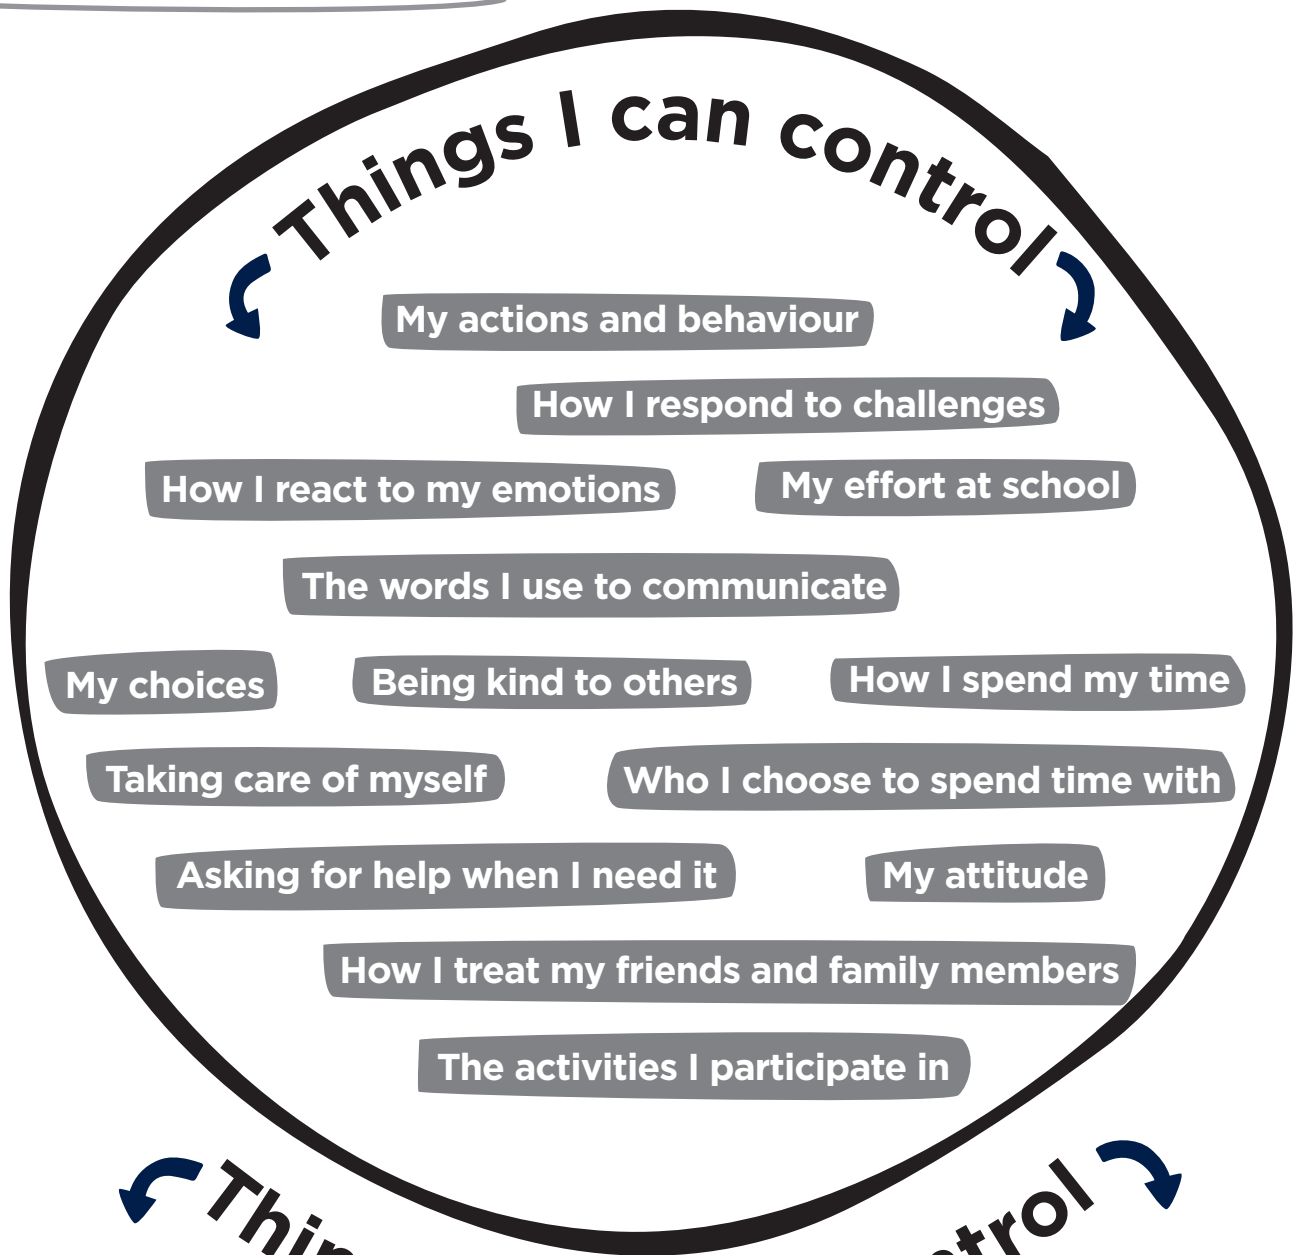 Things I can control
My actions and behaviour
How I respond to challenges
How I react to my emotions
My effort at school
The words I use to communicate
My choices
Being kind to others
How I spend my time
Taking care of myself
Who I choose to spend time with
Asking for help when I need it
My attitude
How I treat my friends and family members
The activities I participate in